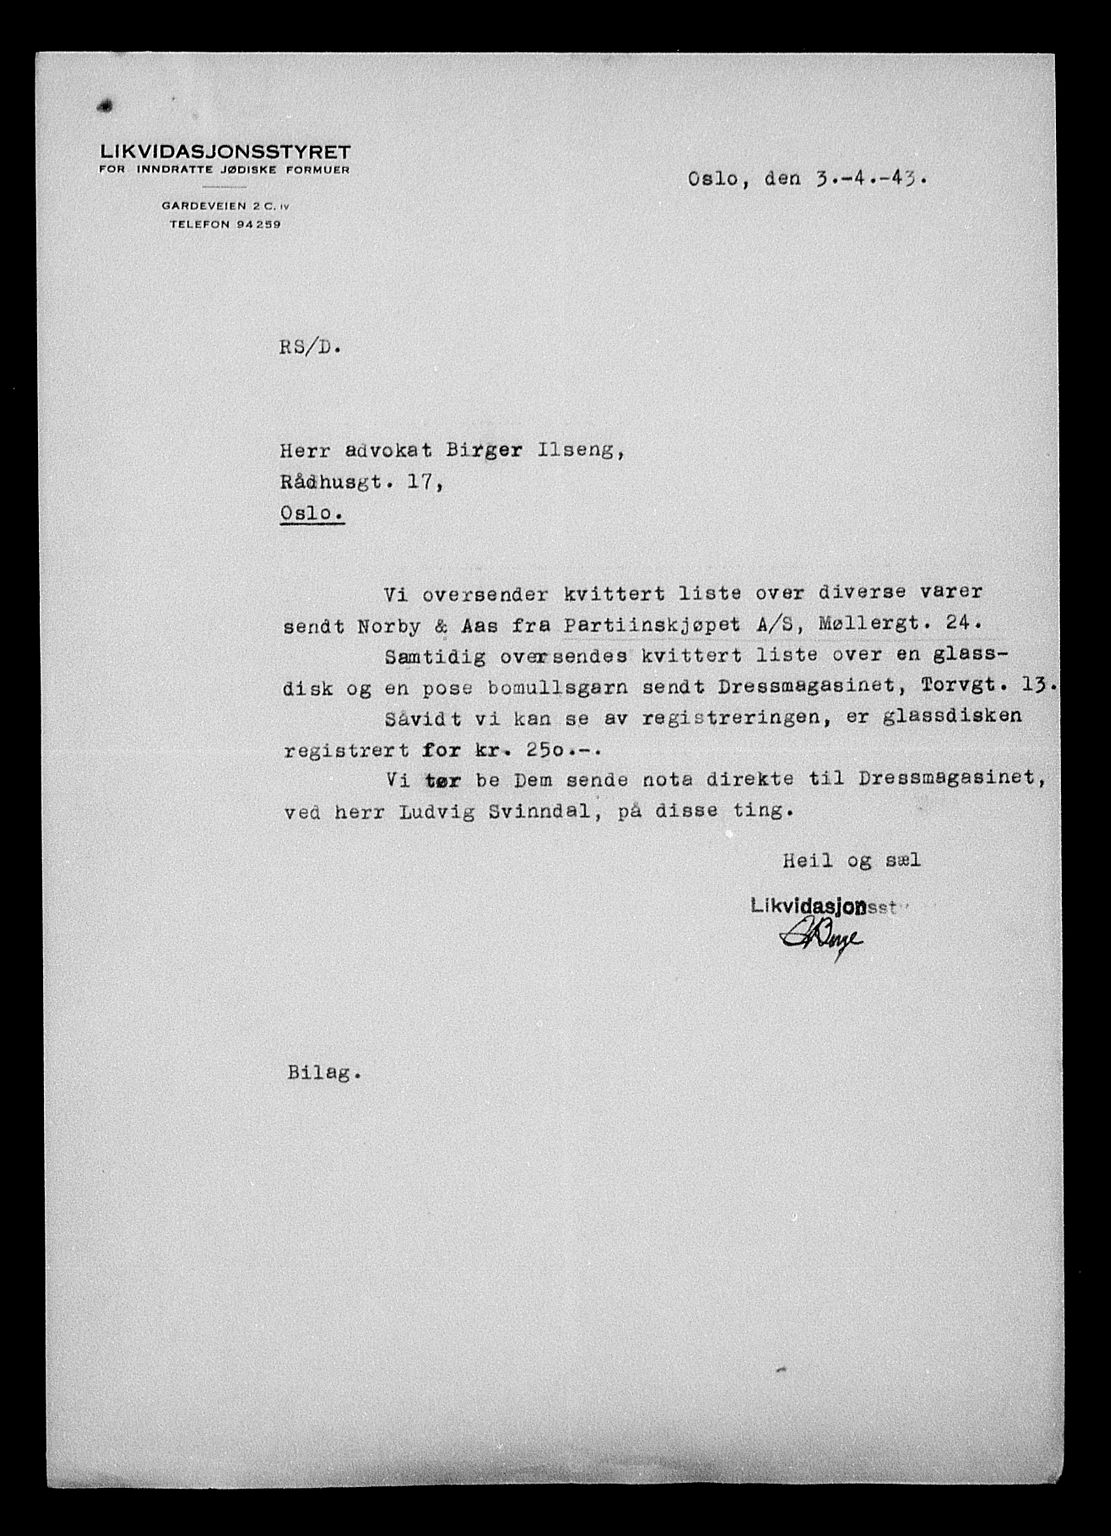 LIKVIDASJONSSTYRET
FOR INNDRATTE JØDISKE FORMUER
GARDEVEIEN 2 C. IV
TELEFON 94259
Oslo, den 3.-4.-43.
RS/D.
Herr advokat Birger Ilseng,
Rådhusgt. 17,
Oslo.
Vi oversender kvittert liste over diverse varer
sendt Norby & Aas fra Partiinskjøpet A/S, Møllergt. 24.
Samtidig oversendes kvittert liste over en glass-
disk og en pose bomullsgarn sendt Dressmagasinet, Torvgt. 13.
Såvidt vi kan se av registreringen, er glassdisken
registrert for kr. 25o.-.
Vi tør be Dem sende nota direkte til Dressmagasinet,
ved herr Ludvig Svinndal, på disse ting.
Heil og sæl
Likvidasjonsst
Bilag.